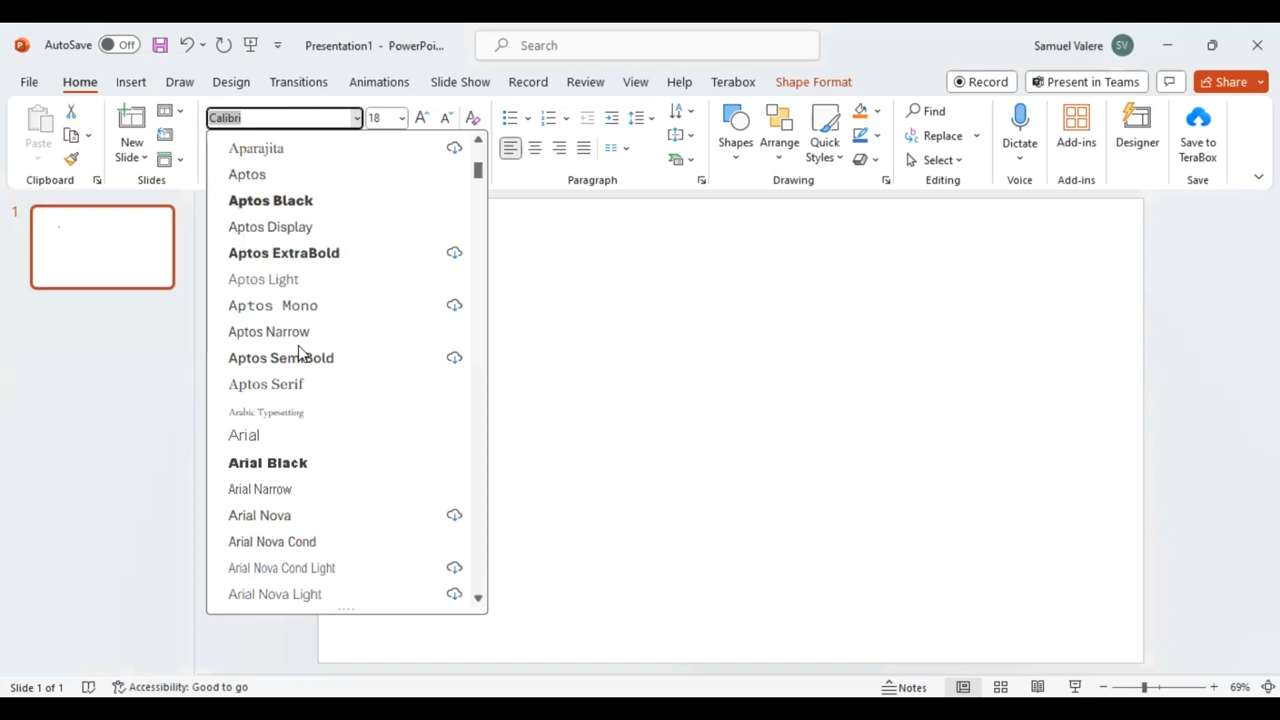 AutoSave Off Presentation1 - PowerPoi... Search Samuel Valere SV
File Home Insert Draw Design Transitions Animations Slide Show Record Review View Help Terabox Shape Format Record Present in Teams Share
Paste
Clipboard
New
Slide
Slides
Calibri 18
Paragraph
Shapes
Arrange
Quick
Styles
Drawing
Find
Replace
Select
Editing
Dictate
Voice
Add-ins
Add-ins
Designer
Save to
TeraBox
Save
Aparajita
Aptos
Aptos Black
Aptos Display
Aptos ExtraBold
Aptos Light
Aptos Mono
Aptos Narrow
Aptos SemiBold
Aptos Serif
Arabic Typesetting
Arial
Arial Black
Arial Narrow
Arial Nova
Arial Nova Cond
Arial Nova Cond Light
Arial Nova Light
1
Slide 1 of 1 Accessibility: Good to go Notes 69%